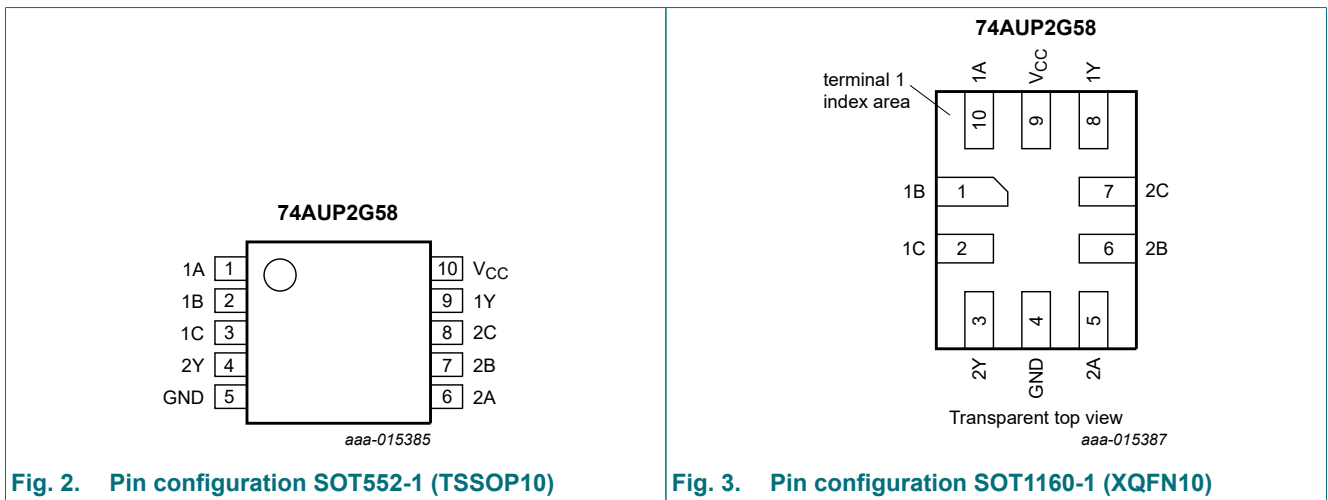 74AUP2G58
1A 1 10 VCC
1B 2 9 1Y
1C 3 8 2C
2Y 4 7 2B
GND 5 6 2A
aaa-015385
Fig. 2. Pin configuration SOT552-1 (TSSOP10)
74AUP2G58
terminal 1
index area
1A VCC 1Y
10 9 8
1B 1 7 2C
1C 2 6 2B
3 4 5
2Y GND 2A
Transparent top view
aaa-015387
Fig. 3. Pin configuration SOT1160-1 (XQFN10)